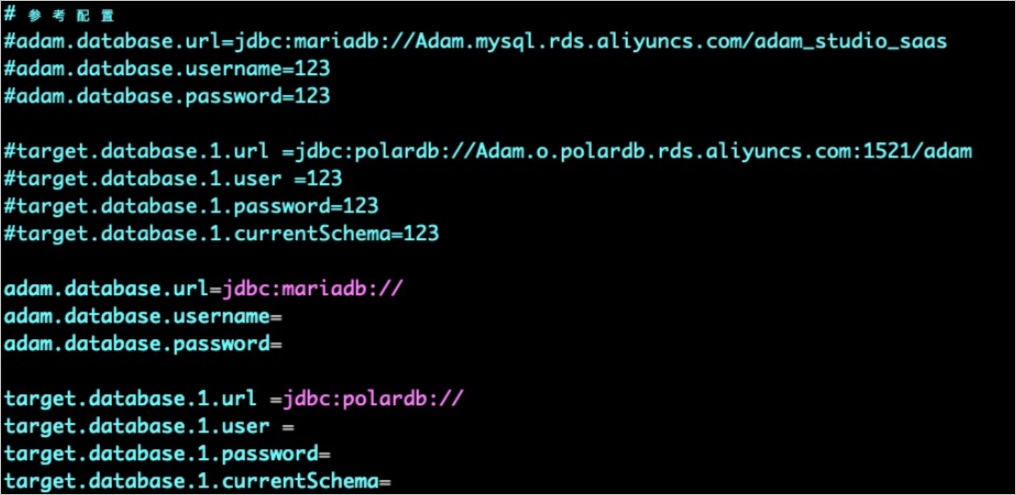 # 参考配置
#adam.database.url=jdbc:mariadb://Adam.mysql.rds.aliyuncs.com/adam_studio_saas
#adam.database.username=123
#adam.database.password=123
#target.database.1.url =jdbc:polardb://Adam.o.polardb.rds.aliyuncs.com:1521/adam
#target.database.1.user =123
#target.database.1.password=123
#target.database.1.currentSchema=123
adam.database.url=jdbc:mariadb://
adam.database.username=
adam.database.password=
target.database.1.url =jdbc:polardb://
target.database.1.user =
target.database.1.password=
target.database.1.currentSchema=